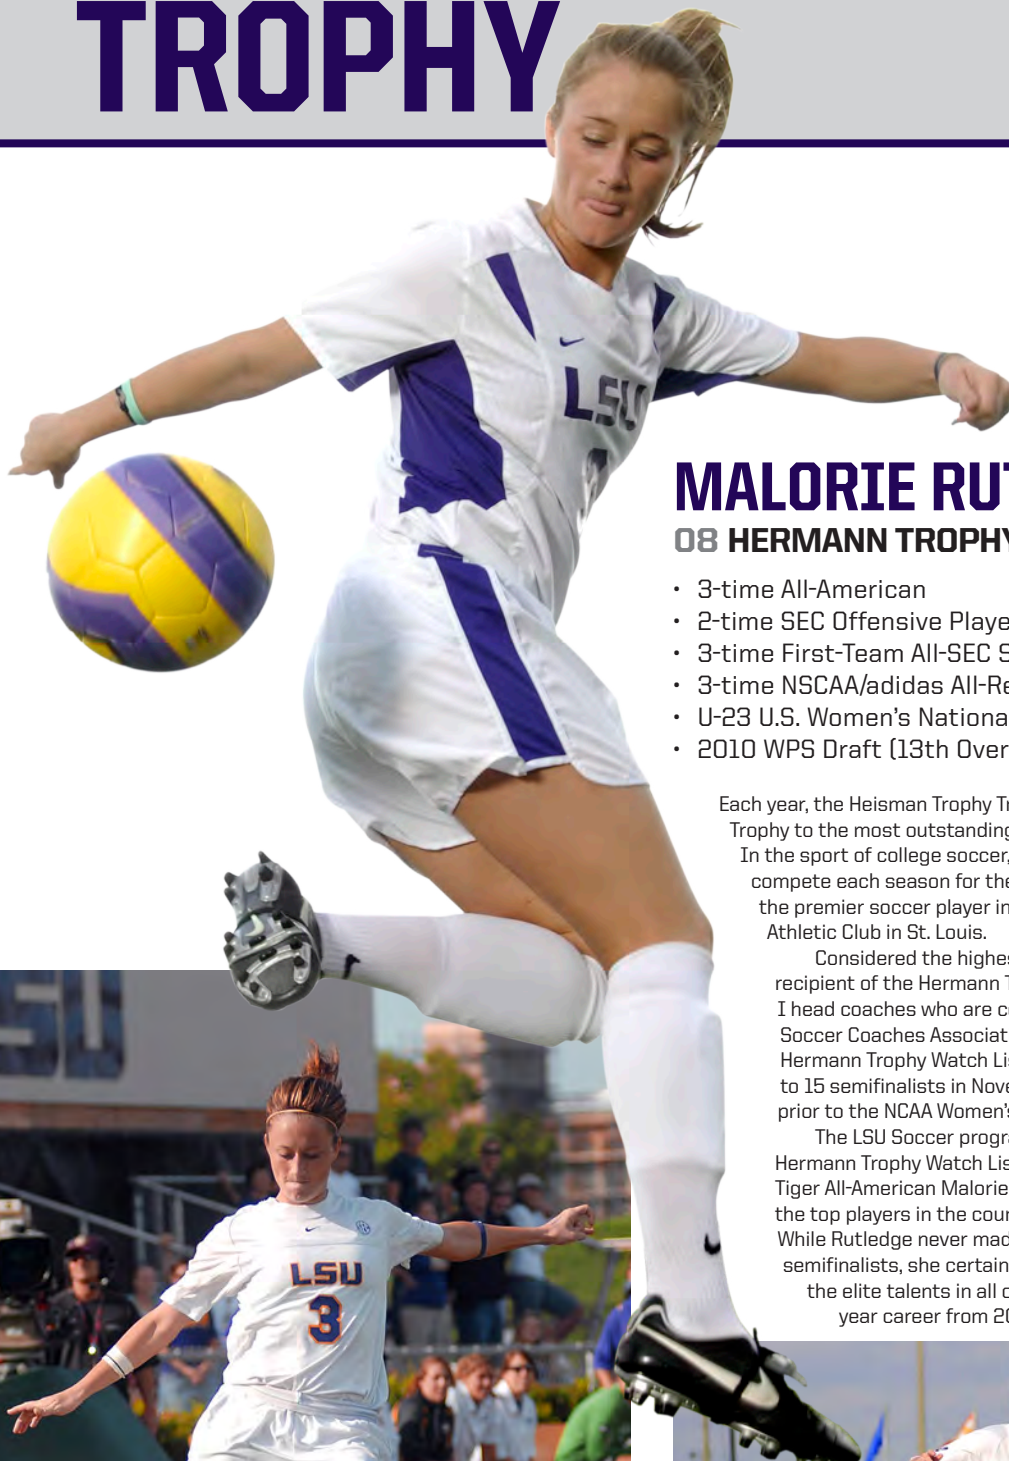 TROPHY
LSU
MALORIE RU
08 HERMANN TROPHY
• 3-time All-American
• 2-time SEC Offensive Playe
• 3-time First-Team All-SEC S
• 3-time NSCAA/adidas All-Re
• U-23 U.S. Women's Nationa
• 2010 WPS Draft (13th Over
Each year, the Heisman Trophy Tr
Trophy to the most outstanding
In the sport of college soccer,
compete each season for the
the premier soccer player in
Athletic Club in St. Louis.
Considered the highes
recipient of the Hermann T
I head coaches who are c
Soccer Coaches Associat
Hermann Trophy Watch Lis
to 15 semifinalists in Nove
prior to the NCAA Women's
The LSU Soccer progra
Hermann Trophy Watch Lis
Tiger All-American Malorie
the top players in the coun
While Rutledge never mad
semifinalists, she certain
the elite talents in all c
year career from 20
LSU
3